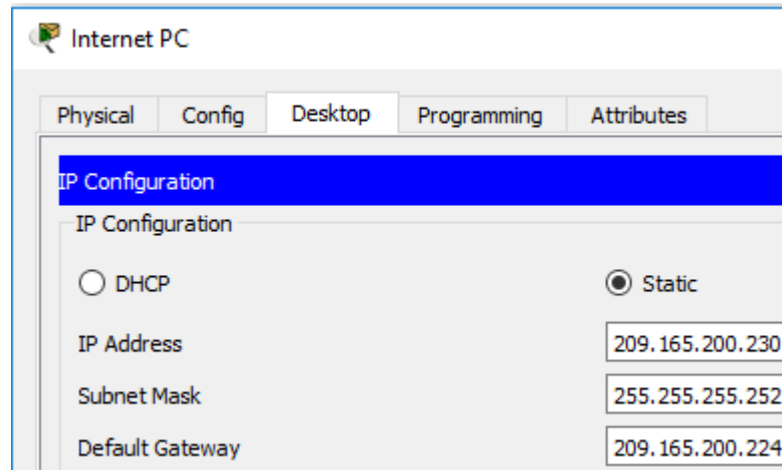 Internet PC
Physical Config Desktop Programming Attributes
IP Configuration
IP Configuration
DHCP Static
IP Address 209.165.200.230
Subnet Mask 255.255.255.252
Default Gateway 209.165.200.224